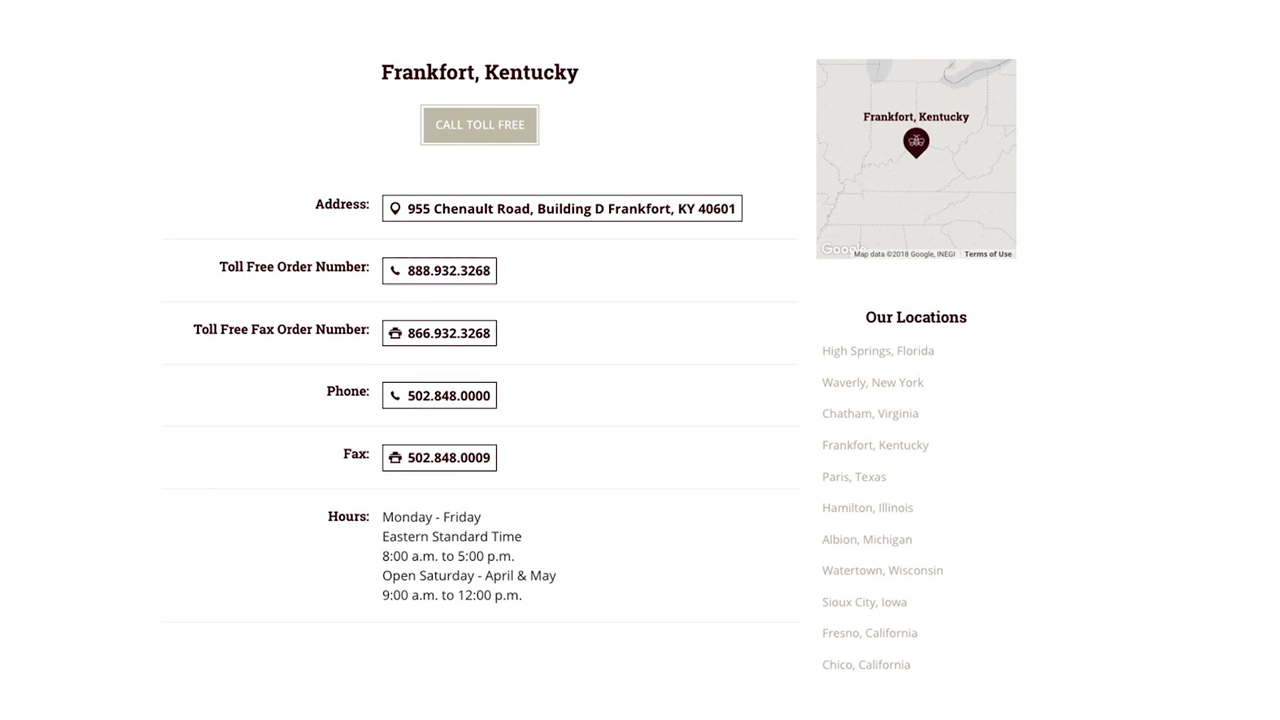 Frankfort, Kentucky
CALL TOLL FREE
Address: 955 Chenault Road, Building D Frankfort, KY 40601
Toll Free Order Number: 888.932.3268
Toll Free Fax Order Number: 866.932.3268
Phone: 502.848.0000
Fax: 502.848.0009
Hours: Monday - Friday
Eastern Standard Time
8:00 a.m. to 5:00 p.m.
Open Saturday - April & May
9:00 a.m. to 12:00 p.m.
Frankfort, Kentucky
Google
Map data ©2018 Google, INEGI Terms of Use
Our Locations
High Springs, Florida
Waverly, New York
Chatham, Virginia
Frankfort, Kentucky
Paris, Texas
Hamilton, Illinois
Albion, Michigan
Watertown, Wisconsin
Sioux City, Iowa
Fresno, California
Chico, California